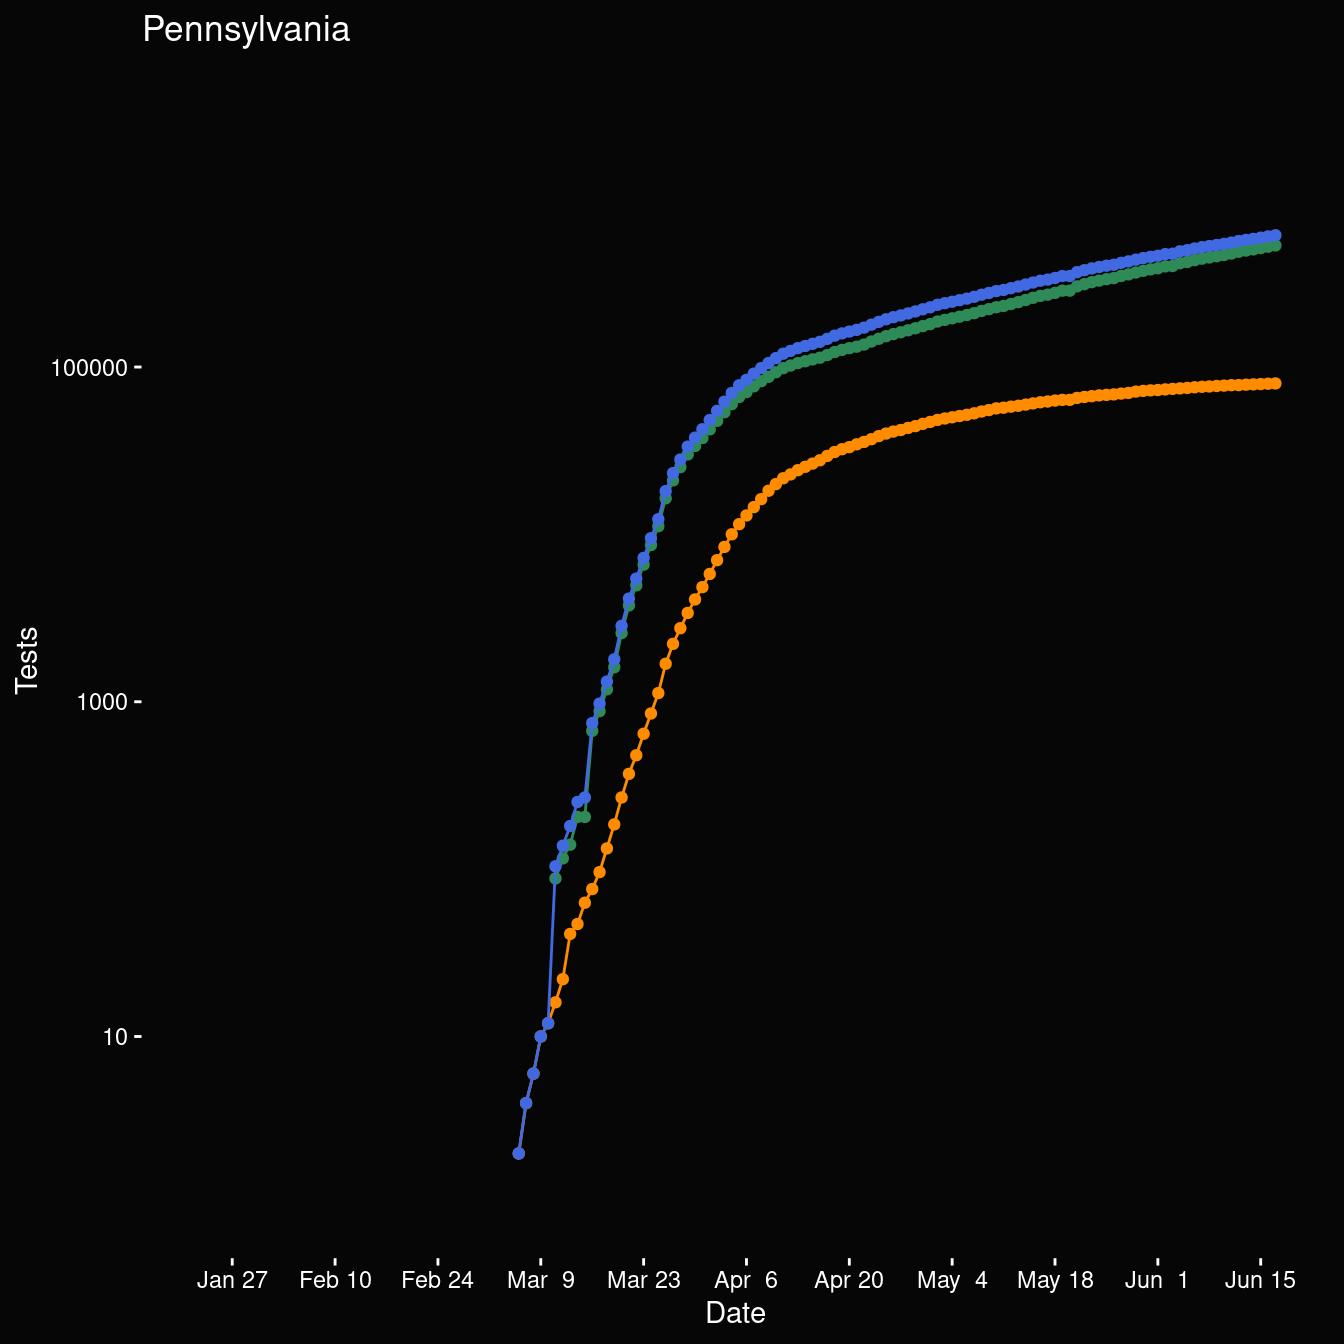 Pennsylvania
Tests
100000
1000
10
Jan 27
Feb 10
Feb 24
Mar  9
Mar 23
Apr  6
Apr 20
May  4
May 18
Jun  1
Jun 15
Date